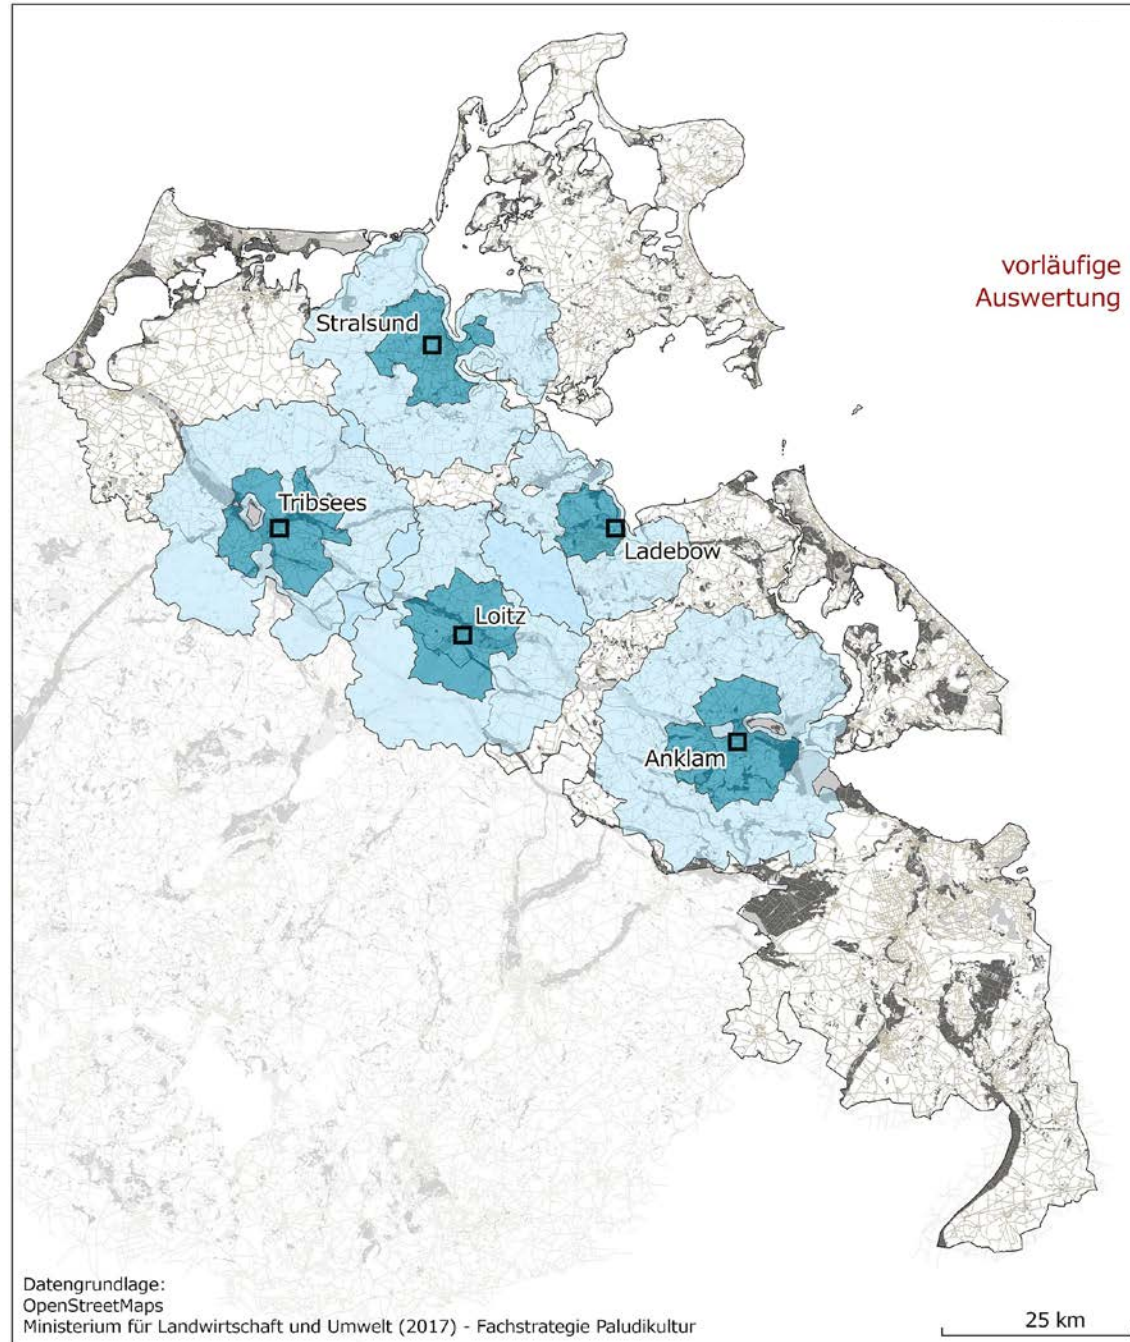 vorläufige
Auswertung
Stralsund
Tribsees
Ladebow
Loitz
Anklam
Datengrundlage:
OpenStreetMaps
Ministerium für Landwirtschaft und Umwelt (2017) - Fachstrategie Paludikultur
25 km